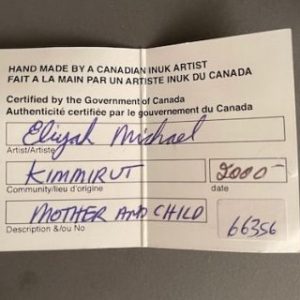 HAND MADE BY A CANADIAN INUK ARTIST
FAIT A LA MAIN PAR UN ARTISTE INUK DU CANADA
Certified by the Government of Canada
Authenticité certifiée par le gouvernement du Canada
Elijah Michael
Artist/Artiste
KIMMIRUT
2000-
Community/lieu d'origine
date
MOTHER AND CHILD
66356
Description &/ou No